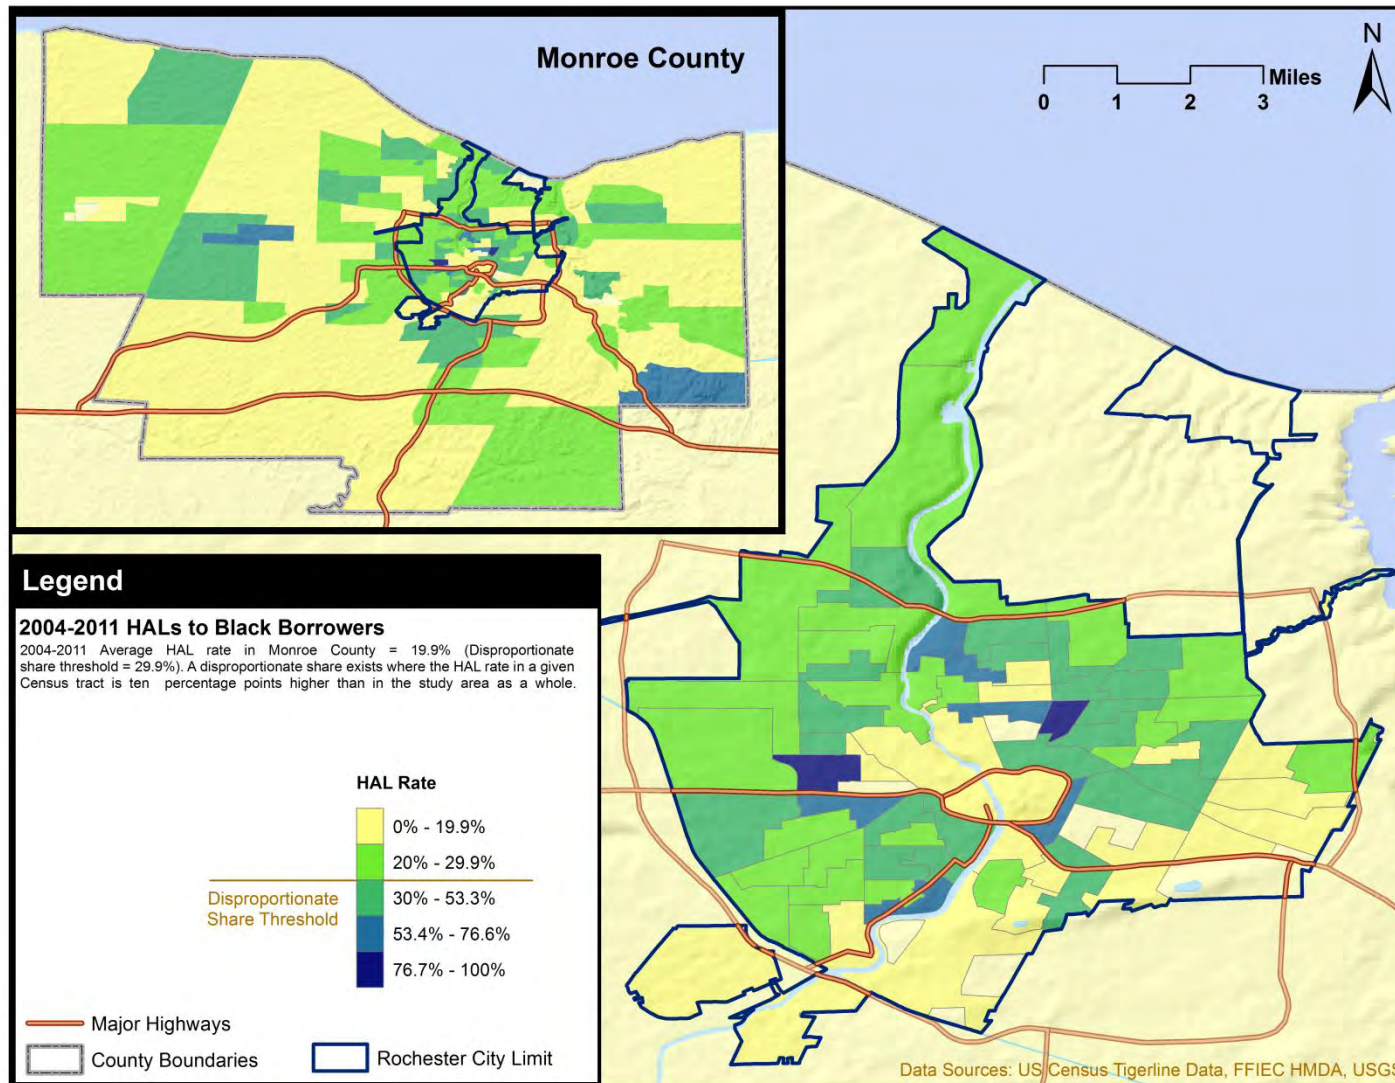 Monroe County
N
Miles
0 1 2 3
Legend
2004-2011 HALs to Black Borrowers
2004-2011 Average HAL rate in Monroe County = 19.9% (Disproportionate
share threshold = 29.9%). A disproportionate share exists where the HAL rate in a given
Census tract is ten percentage points higher than in the study area as a whole.
HAL Rate
0% - 19.9%
20% - 29.9%
Disproportionate
Share Threshold
30% - 53.3%
53.4% - 76.6%
76.7% - 100%
Major Highways
County Boundaries
Rochester City Limit
Data Sources: US Census Tigerline Data, FFIEC HMDA, USGS